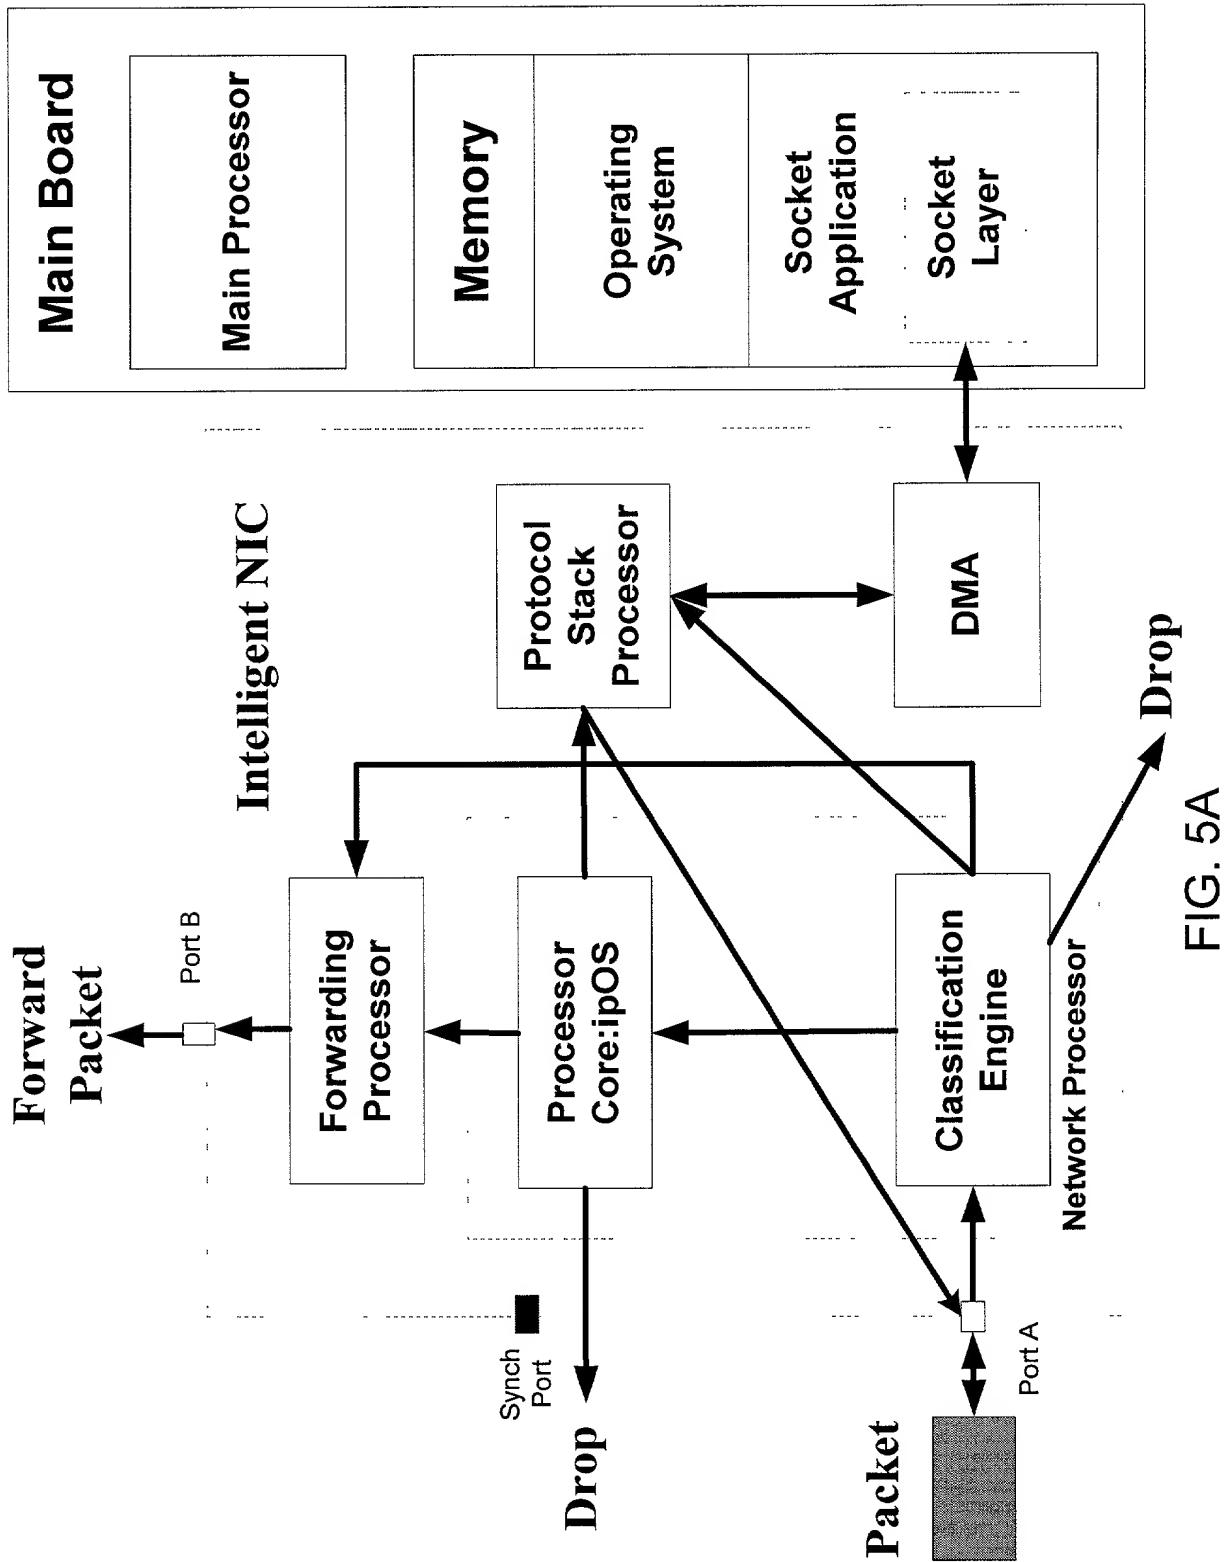 Main Board
Main Processor
Memory
Operating
System
Socket
Application
Socket
Layer
Intelligent NIC
Protocol
Stack
Processor
DMA
Forward
Packet
Port B
Forwarding
Processor
Processor
Core:ipOS
Classification
Engine
Network Processor
Drop
Synch
Port
Drop
Port A
Packet
FIG. 5A